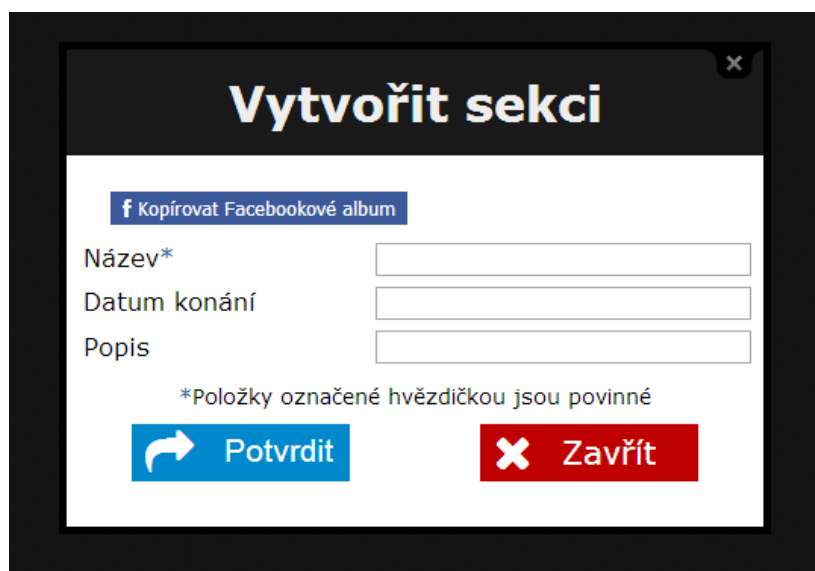 Vytvořit sekci
f Kopírovat Facebookové album
Název*
Datum konání
Popis
*Položky označené hvězdičkou jsou povinné
Potvrdit
Zavřít